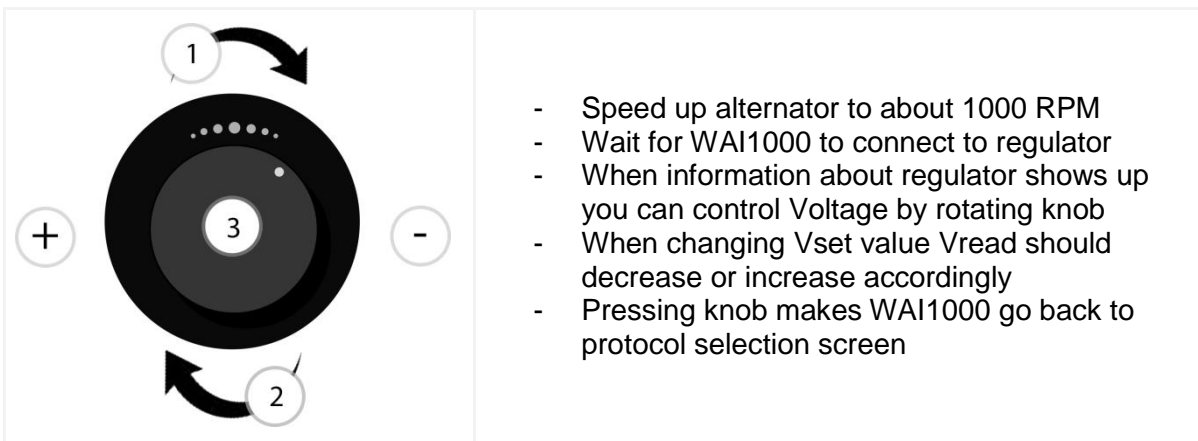 1
+
3
-
2
- Speed up alternator to about 1000 RPM
- Wait for WAI1000 to connect to regulator
- When information about regulator shows up
you can control Voltage by rotating knob
- When changing Vset value Vread should
decrease or increase accordingly
- Pressing knob makes WAI1000 go back to
protocol selection screen